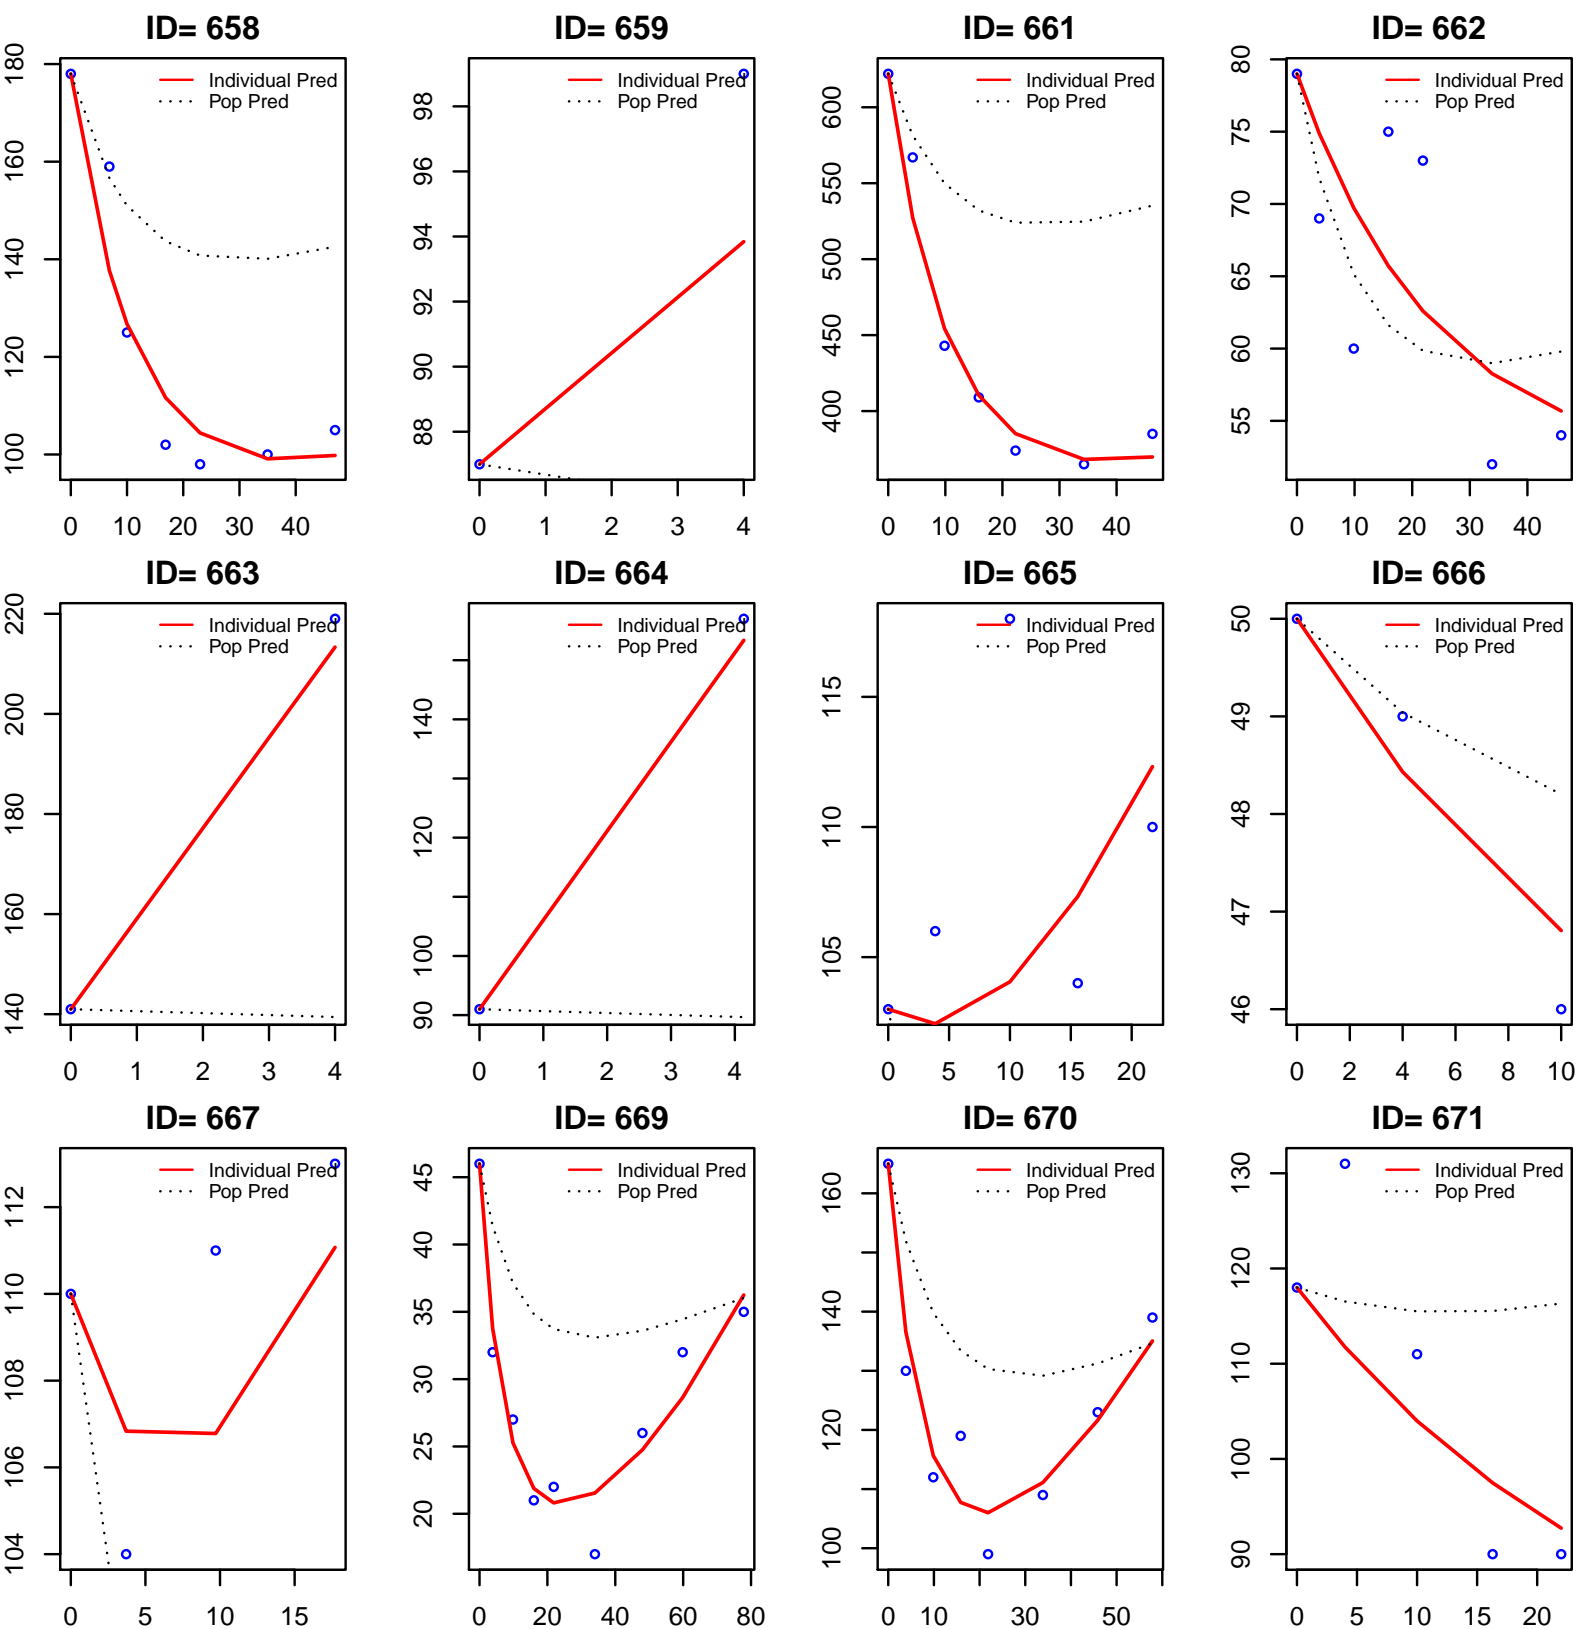 ID= 658
Individual Pred
Pop Pred
100 120 140 160 180
0 10 20 30 40
ID= 659
Individual Pred
Pop Pred
88 90 92 94 96 98
0 1 2 3 4
ID= 661
Individual Pred
Pop Pred
400 450 500 550 600
0 10 20 30 40
ID= 662
Individual Pred
Pop Pred
55 60 65 70 75 80
0 10 20 30 40
ID= 663
Individual Pred
Pop Pred
140 160 180 200 220
0 1 2 3 4
ID= 664
Individual Pred
Pop Pred
90 100 120 140
0 1 2 3 4
ID= 665
Individual Pred
Pop Pred
105 110 115
0 5 10 15 20
ID= 666
Individual Pred
Pop Pred
46 47 48 49 50
0 2 4 6 8 10
ID= 667
Individual Pred
Pop Pred
104 106 108 110 112
0 5 10 15
ID= 669
Individual Pred
Pop Pred
20 25 30 35 40 45
0 20 40 60 80
ID= 670
Individual Pred
Pop Pred
100 120 140 160
0 10 30 50
ID= 671
Individual Pred
Pop Pred
90 100 110 120 130
0 5 10 15 20